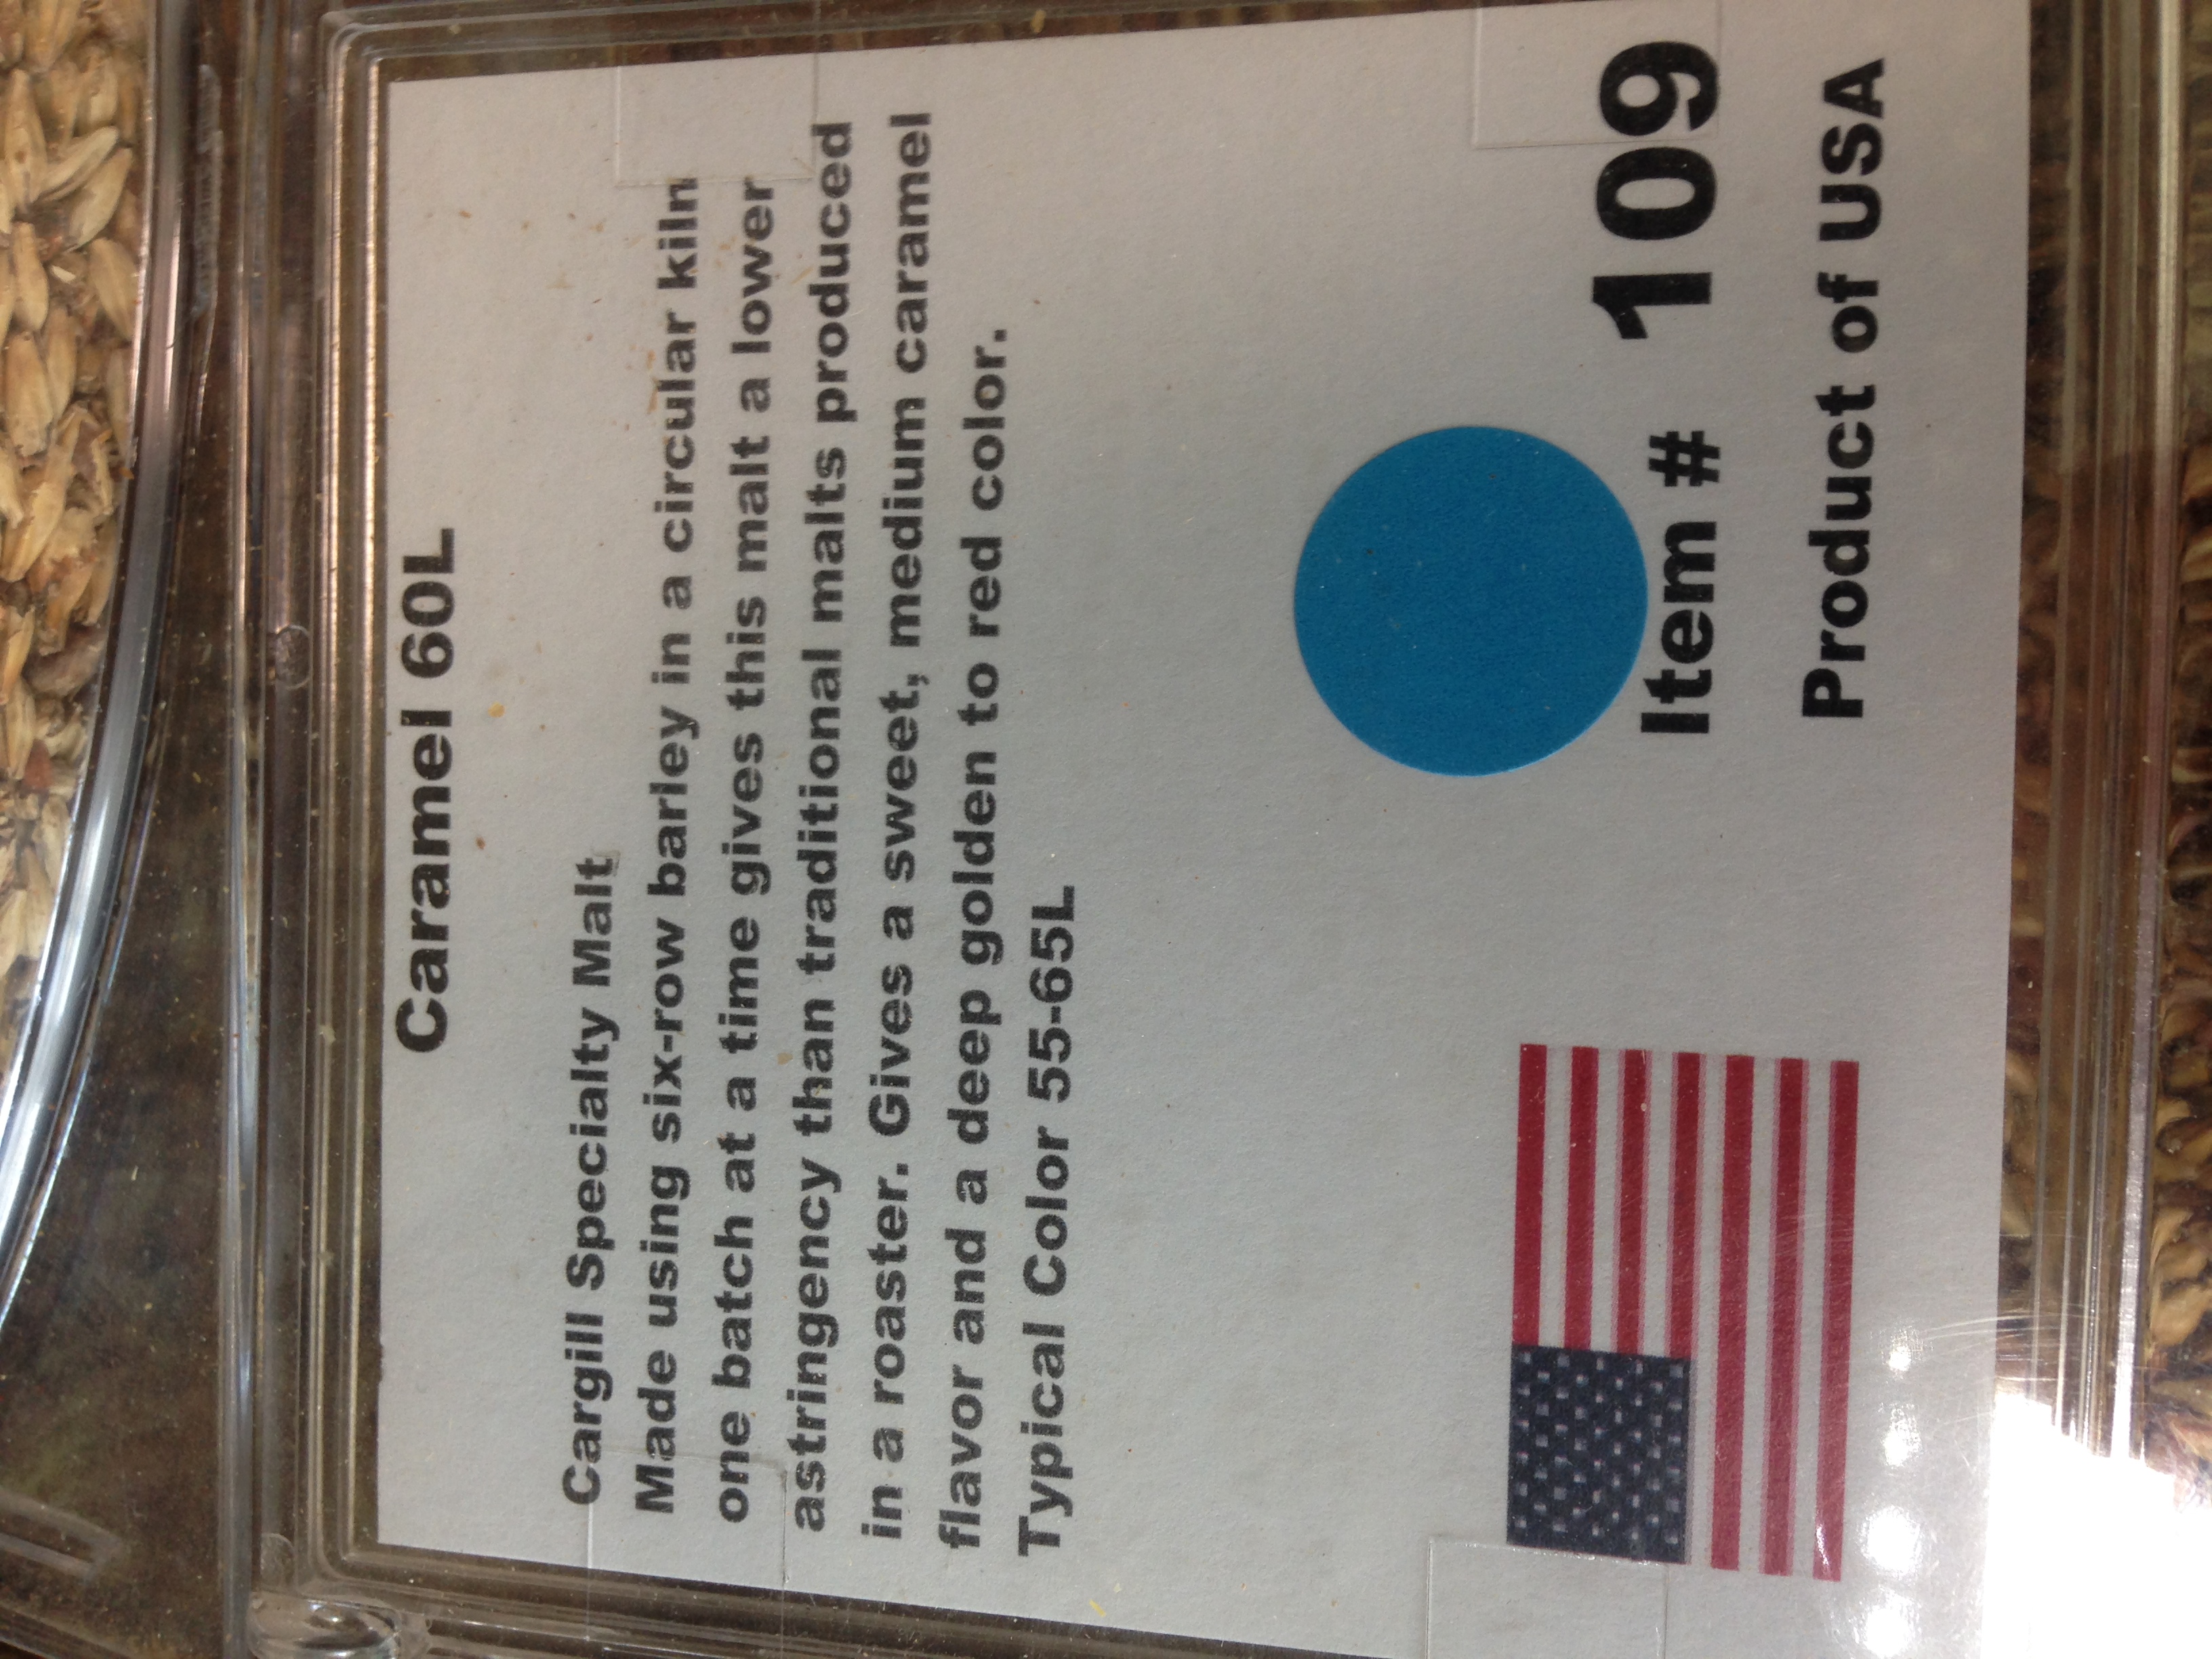 Caramel 60L
Cargill Specialty Malt
Made using six-row barley in a circular kiln
one batch at a time gives this malt a lower
astringency than traditional malts produced
in a roaster. Gives a sweet, medium caramel
flavor and a deep golden to red color.
Typical Color 55-65L
Item # 109
Product of USA